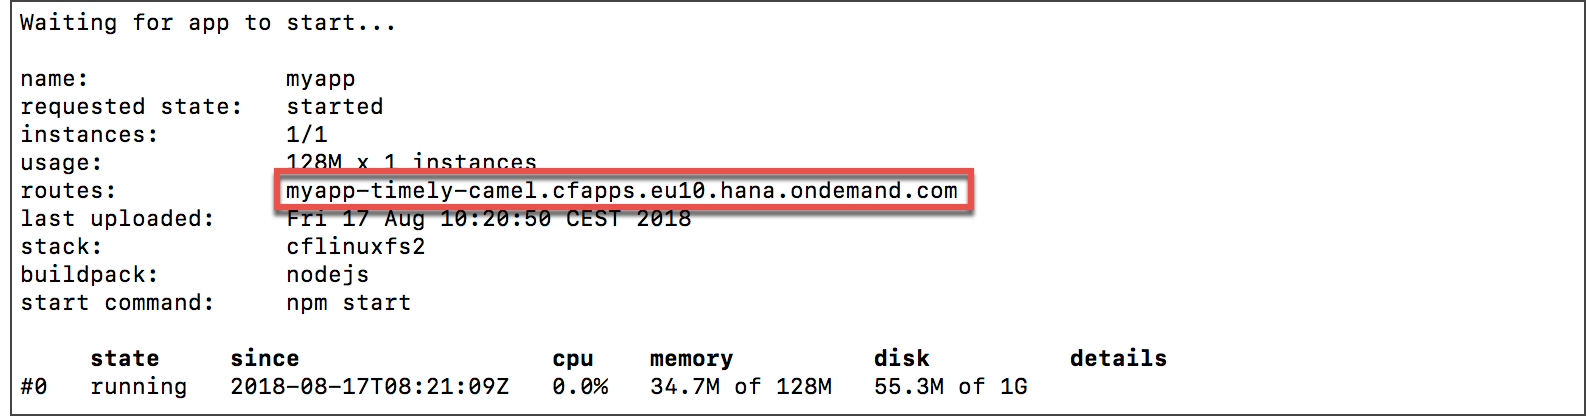 Waiting for app to start...
name: myapp
requested state: started
instances: 1/1
usage: 128M x 1 instances
routes: myapp-timely-camel.cfapps.eu10.hana.ondemand.com
last uploaded: Fri 17 Aug 10:20:50 CEST 2018
stack: cflinuxfs2
buildpack: nodejs
start command: npm start
state since cpu memory disk details
#0 running 2018-08-17T08:21:09Z 0.0% 34.7M of 128M 55.3M of 1G